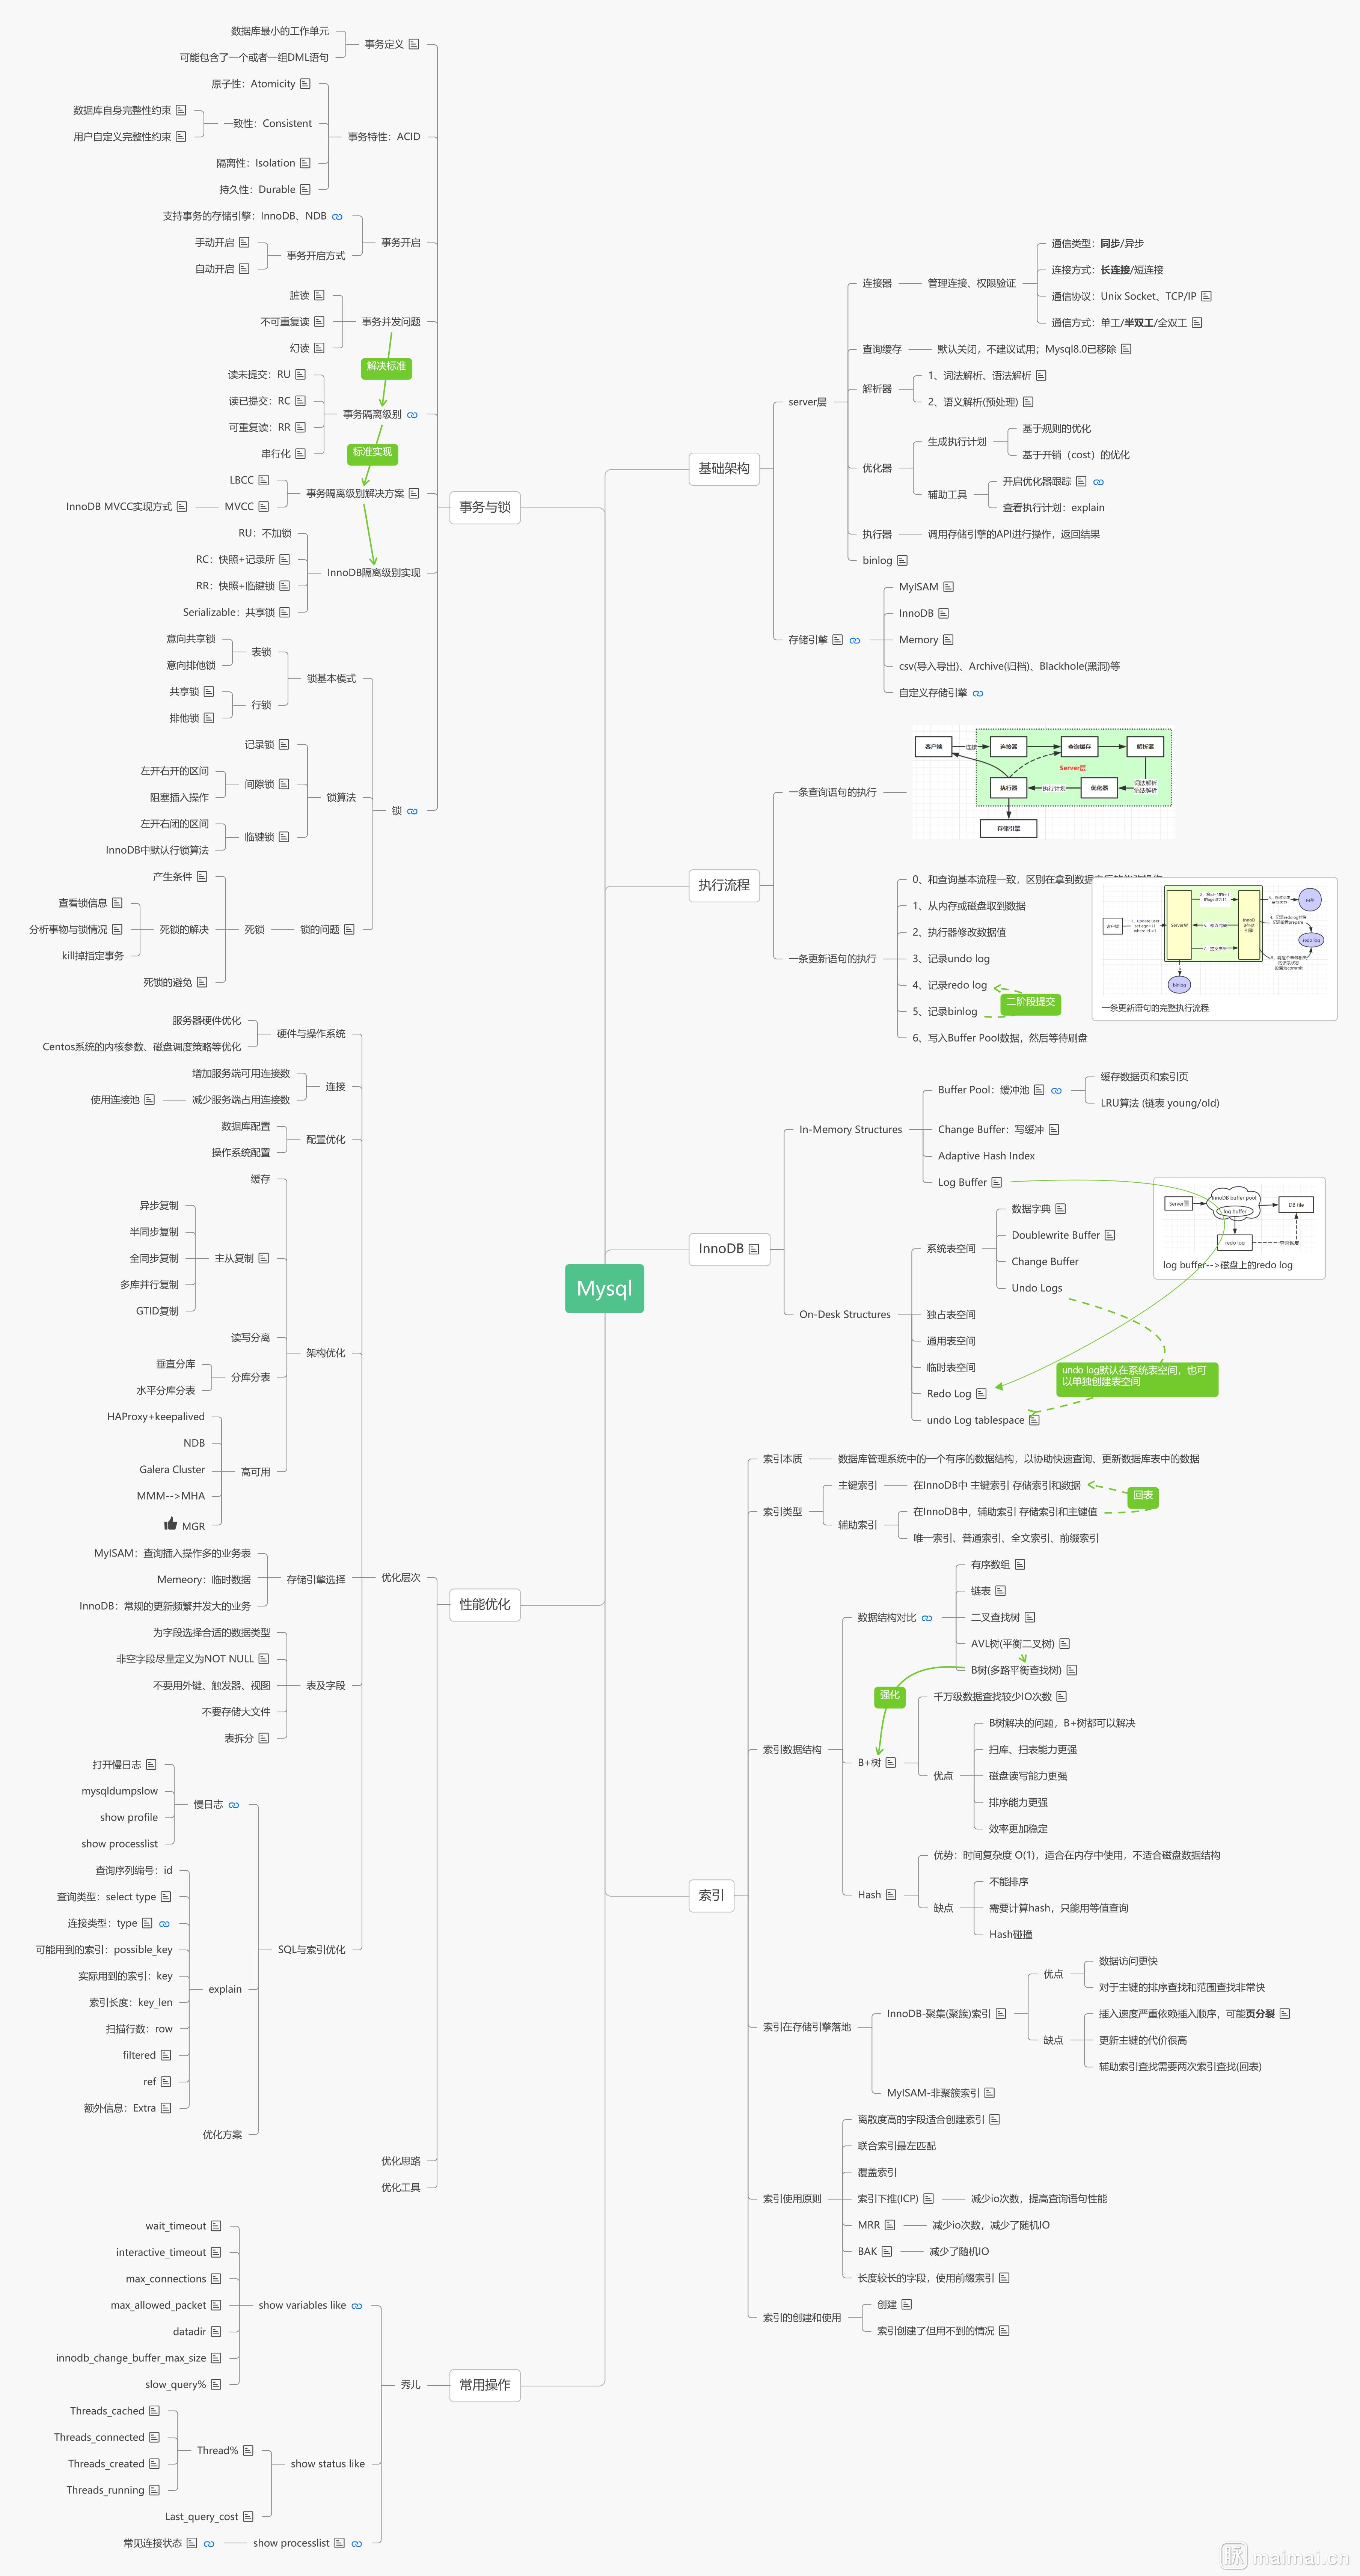 Mysql
事务与锁
事务定义
数据库最小的工作单元
可能包含了一个或者一组DML语句
事务特性：ACID
原子性：Atomicity
一致性：Consistent
数据库自身完整性约束
用户自定义完整性约束
隔离性：Isolation
持久性：Durable
事务开启
支持事务的存储引擎：InnoDB、NDB
事务开启方式
手动开启
自动开启
事务并发问题
脏读
不可重复读
幻读
解决标准
事务隔离级别
读未提交：RU
读已提交：RC
可重复读：RR
串行化
标准实现
事务隔离级别解决方案
LBCC
MVCC
InnoDB MVCC实现方式
InnoDB隔离级别实现
RU：不加锁
RC：快照+记录所
RR：快照+临键锁
Serializable：共享锁
锁
锁基本模式
表锁
意向共享锁
意向排他锁
行锁
共享锁
排他锁
锁算法
记录锁
间隙锁
左开右开的区间
阻塞插入操作
临键锁
左开右闭的区间
InnoDB中默认行锁算法
锁的问题
死锁
产生条件
死锁的解决
查看锁信息
分析事物与锁情况
kill掉指定事务
死锁的避免
性能优化
优化层次
硬件与操作系统
服务器硬件优化
Centos系统的内核参数、磁盘调度策略等优化
连接
增加服务端可用连接数
减少服务端占用连接数
使用连接池
配置优化
数据库配置
操作系统配置
架构优化
缓存
主从复制
异步复制
半同步复制
全同步复制
多库并行复制
GTID复制
读写分离
分库分表
垂直分库
水平分库分表
高可用
HAProxy+keepalived
NDB
Galera Cluster
MMM-->MHA
MGR
存储引擎选择
MyISAM：查询插入操作多的业务表
Memeory：临时数据
InnoDB：常规的更新频繁并发大的业务
表及字段
为字段选择合适的数据类型
非空字段尽量定义为NOT NULL
不要用外键、触发器、视图
不要存储大文件
表拆分
SQL与索引优化
慢日志
打开慢日志
mysqldumpslow
show profile
show processlist
explain
查询序列编号：id
查询类型：select type
连接类型：type
可能用到的索引：possible_key
实际用到的索引：key
索引长度：key_len
扫描行数：row
filtered
ref
额外信息：Extra
优化方案
优化思路
优化工具
常用操作
秀儿
show variables like
wait_timeout
interactive_timeout
max_connections
max_allowed_packet
datadir
innodb_change_buffer_max_size
slow_query%
show status like
Thread%
Threads_cached
Threads_connected
Threads_created
Threads_running
Last_query_cost
show processlist
常见连接状态
基础架构
server层
连接器
管理连接、权限验证
通信类型：同步/异步
连接方式：长连接/短连接
通信协议：Unix Socket、TCP/IP
通信方式：单工/半双工/全双工
查询缓存
默认关闭，不建议试用；Mysql8.0已移除
解析器
1、词法解析、语法解析
2、语义解析(预处理)
优化器
生成执行计划
基于规则的优化
基于开销（cost）的优化
辅助工具
开启优化器跟踪
查看执行计划：explain
执行器
调用存储引擎的API进行操作，返回结果
binlog
存储引擎
MyISAM
InnoDB
Memory
csv(导入导出)、Archive(归档)、Blackhole(黑洞)等
自定义存储引擎
执行流程
一条查询语句的执行
客户端
连接
连接器
查询缓存
解析器
Server层
词法解析
语法解析
执行器
执行计划
优化器
存储引擎
一条更新语句的执行
0、和查询基本流程一致，区别在拿到数据
1、从内存或磁盘取到数据
2、执行器修改数据值
3、记录undo log
4、记录redo log
5、记录binlog
二阶段提交
6、写入Buffer Pool数据，然后等待刷盘
客户端
1、update user
set age=11
where id =1
Server层
5、修改完成
7、提交事务
redo log
binlog
一条更新语句的完整执行流程
InnoDB
In-Memory Structures
Buffer Pool：缓冲池
缓存数据页和索引页
LRU算法 (链表 young/old)
Change Buffer：写缓冲
Adaptive Hash Index
Log Buffer
On-Desk Structures
系统表空间
数据字典
Doublewrite Buffer
Change Buffer
Undo Logs
独占表空间
通用表空间
临时表空间
Redo Log
undo Log tablespace
undo log默认在系统表空间，也可
以单独创建表空间
Server层
InnoDB buffer pool
log buffer
DB file
redo log
log buffer-->磁盘上的redo log
索引
索引本质
数据库管理系统中的一个有序的数据结构，以协助快速查询、更新数据库表中的数据
索引类型
主键索引
在InnoDB中 主键索引 存储索引和数据
辅助索引
在InnoDB中，辅助索引 存储索引和主键值
唯一索引、普通索引、全文索引、前缀索引
回表
索引数据结构
数据结构对比
有序数组
链表
二叉查找树
AVL树(平衡二叉树)
B树(多路平衡查找树)
强化
B+树
千万级数据查找较少IO次数
优点
B树解决的问题，B+树都可以解决
扫库、扫表能力更强
磁盘读写能力更强
排序能力更强
效率更加稳定
Hash
优势：时间复杂度 O(1)，适合在内存中使用，不适合磁盘数据结构
缺点
不能排序
需要计算hash，只能用等值查询
Hash碰撞
索引在存储引擎落地
InnoDB-聚集(聚簇)索引
优点
数据访问更快
对于主键的排序查找和范围查找非常快
缺点
插入速度严重依赖插入顺序，可能页分裂
更新主键的代价很高
辅助索引查找需要两次索引查找(回表)
MyISAM-非聚簇索引
索引使用原则
离散度高的字段适合创建索引
联合索引最左匹配
覆盖索引
索引下推(ICP)
减少io次数，提高查询语句性能
MRR
减少io次数，减少了随机IO
BAK
减少了随机IO
长度较长的字段，使用前缀索引
索引的创建和使用
创建
索引创建了但用不到的情况
脉 maimai.cn